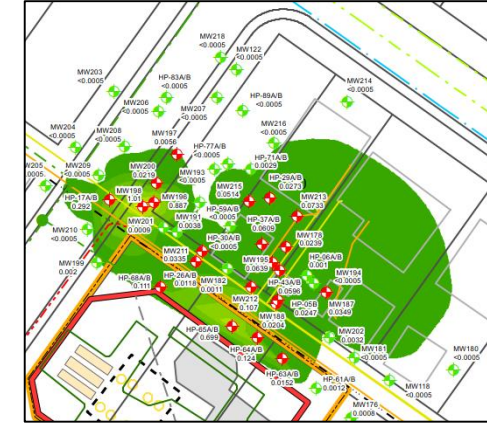 MW218
<0.0005
MW122
<0.0005
MW203
<0.0005
HP-83A/B
<0.0005
MW214
<0.0005
MW206
<0.0005
MW207
<0.0005
HP-89A/B
<0.0005
MW204
<0.0005
MW208
<0.0005
MW197
0.0056
MW216
<0.0005
HP-77A/B
<0.0005
HP-71A/B
0.0029
MW205
<0.0005
MW209
<0.0005
MW200
0.0219
MW193
<0.0005
HP-29A/B
0.0273
MW215
0.0514
HP-17A/B
0.292
MW198
1.01
MW196
0.887
MW213
0.0733
HP-59A/B
<0.0005
HP-37A/B
0.0609
MW210
<0.0005
MW201
0.0009
MW191
0.0038
MW178
0.0239
HP-30A/B
<0.0005
MW211
0.0335
HP-06A/B
0.001
MW199
0.002
MW195
0.0639
MW194
<0.0005
HP-68A/B
0.111
HP-26A/B
0.0118
MW182
0.0011
HP-43A/B
0.0596
MW212
0.107
HP-05B
0.0247
MW187
0.0349
HP-65A/B
0.699
MW188
0.0204
MW202
0.0032
HP-64A/B
0.124
MW181
<0.0005
MW180
<0.0005
HP-63A/B
0.0152
HP-61A/B
0.0012
MW118
<0.0005
MW176
0.0008